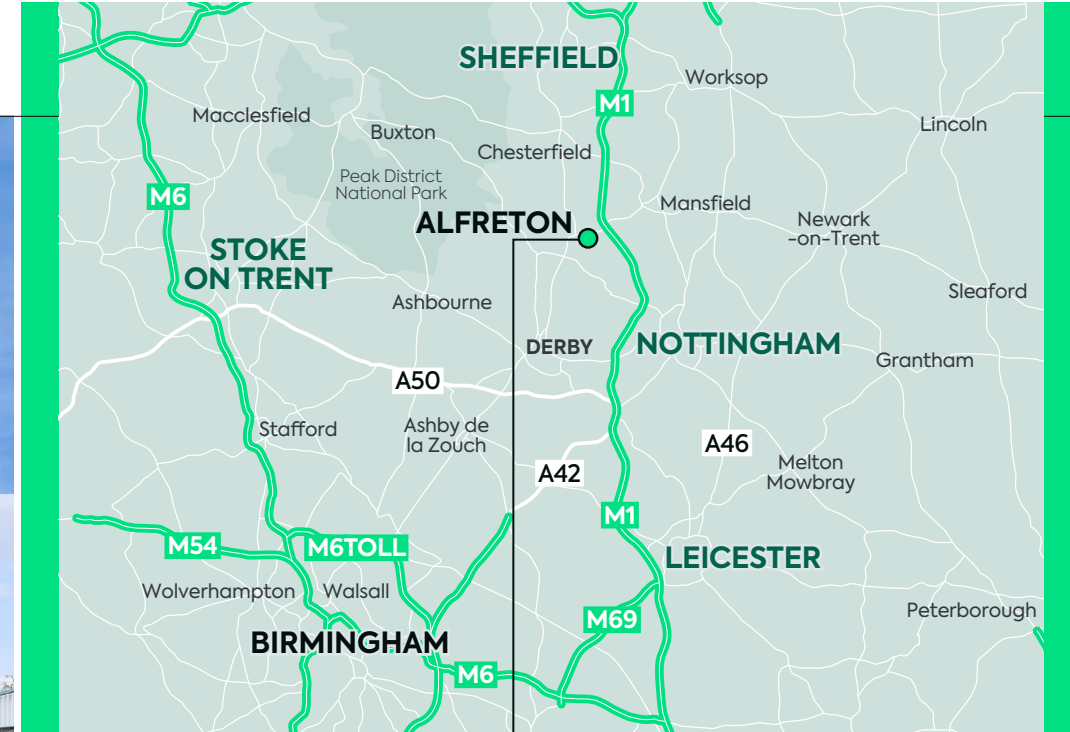 SHEFFIELD
Worksop
M1
Macclesfield
Lincoln
Buxton
Chesterfield
Peak District
National Park
M6
Mansfield
ALFRETON
Newark
-on-Trent
STOKE
ON TRENT
Sleaford
Ashbourne
DERBY
NOTTINGHAM
Grantham
A50
Stafford
Ashby de
la Zouch
A46
A42
Melton
Mowbray
M1
M54
M6TOLL
LEICESTER
Wolverhampton
Walsall
Peterborough
M69
BIRMINGHAM
M6